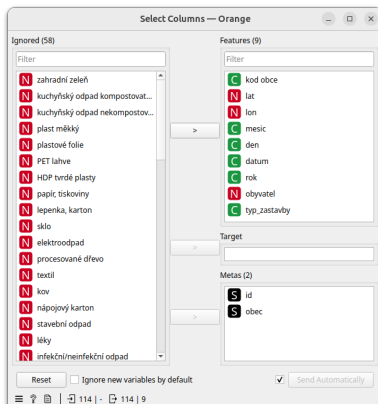 Select Columns — Orange
Ignored (58)
Filter
N zahradní zeleň
N kuchyňský odpad kompostovat...
N kuchyňský odpad nekompostov...
N plast měkký
N plastové folie
N PET lahve
N HDP tvrdé plasty
N papír, tiskoviny
N lepenka, karton
N sklo
N elektroodpad
N procesované dřevo
N textil
N kov
N nápojový karton
N stavební odpad
N léky
N infekční/neinfekční odpad
>
>
>
Features (9)
Filter
C kod obce
N lat
N lon
C mesic
C den
C datum
C rok
N obyvatel
C typ_zastavby
Target
Metas (2)
S id
S obec
Reset
Ignore new variables by default
Send Automatically
114 | - 114 | 9